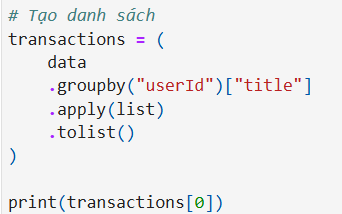 # Tạo danh sách
transactions = (
    data
    .groupby("userId")["title"]
    .apply(list)
    .tolist()
)

print(transactions[0])